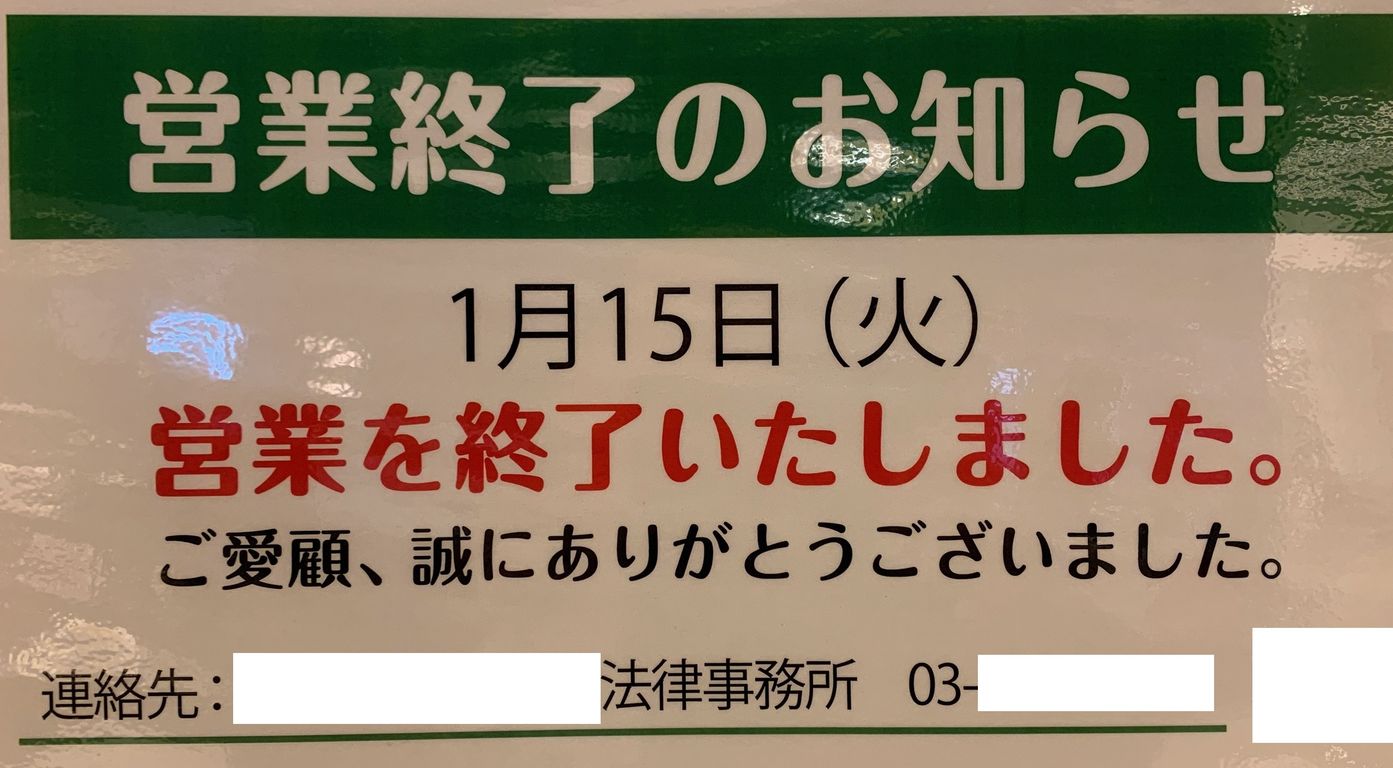 営業終了のお知らせ
1月15日（火）
営業を終了いたしました。
ご愛顧、誠にありがとうございました。
連絡先：法律事務所　03-